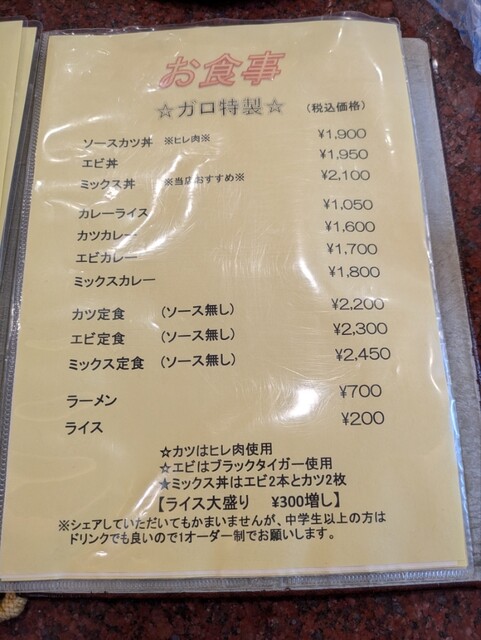 お食事
☆ガロ特製☆ (税込価格)
ソースカツ丼 ※ヒレ肉※ ¥1,900
エビ丼 ¥1,950
ミックス丼 ※当店おすすめ※ ¥2,100
カレーライス ¥1,050
カツカレー ¥1,600
エビカレー ¥1,700
ミックスカレー ¥1,800
カツ定食 (ソース無し) ¥2,200
エビ定食 (ソース無し) ¥2,300
ミックス定食 (ソース無し) ¥2,450
ラーメン ¥700
ライス ¥200
☆カツはヒレ肉使用
☆エビはブラックタイガー使用
★ミックス丼はエビ2本とカツ2枚
【ライス大盛り ¥300増し】
※シェアしていただいてもかまいませんが、中学生以上の方は
ドリンクでも良いので1オーダー制でお願いします。